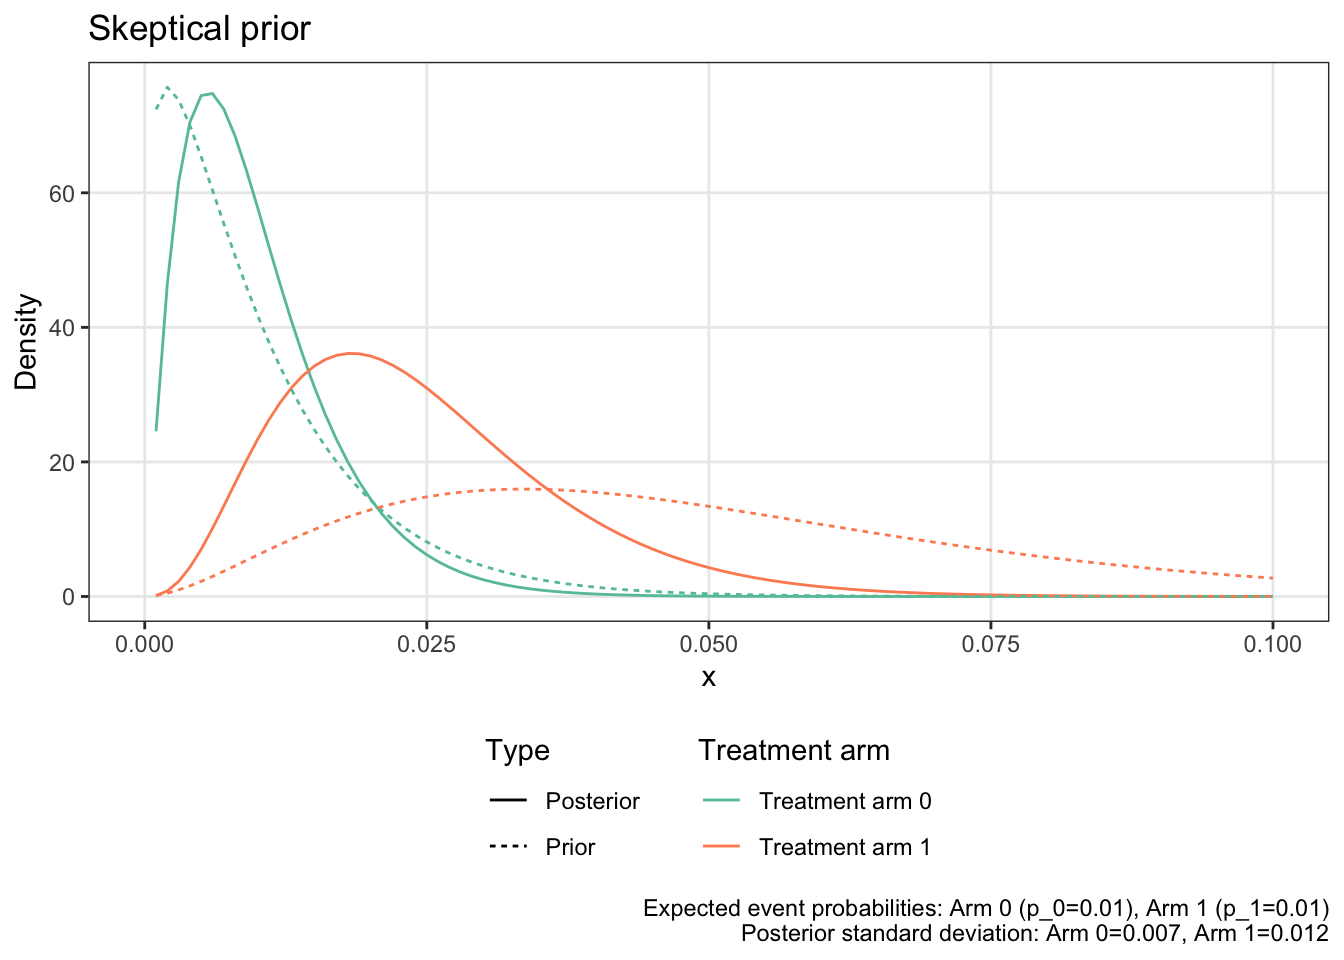 Skeptical prior
Density
60
40
20
0
0.000 0.025 0.050 0.075 0.100
x
Type
Posterior
Prior
Treatment arm
Treatment arm 0
Treatment arm 1
Expected event probabilities: Arm 0 (p_0=0.01), Arm 1 (p_1=0.01)
Posterior standard deviation: Arm 0=0.007, Arm 1=0.012